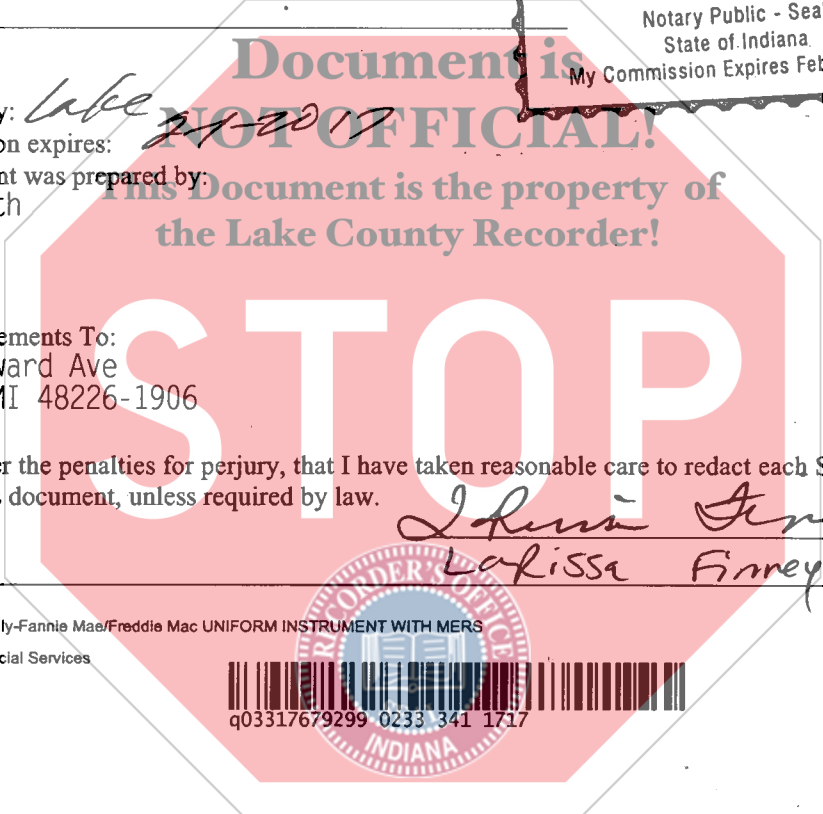 Notary Public - Sea
State of Indiana
My Commission Expires Feb
Document is
NOT OFFICIAL!
This Document is the property of
the Lake County Recorder!
y: Lake
on expires: 2-1-2017
nt was prepared by:
th
STOP
ements To:
ward Ave
MI 48226-1906
er the penalties for perjury, that I have taken reasonable care to redact each S
document, unless required by law.
LaRissa Finney
ly-Fannie Mae/Freddie Mac UNIFORM INSTRUMENT WITH MERS
cial Services
q03317679299 0233 341 1717
RECORDER'S OFFICE
INDIANA